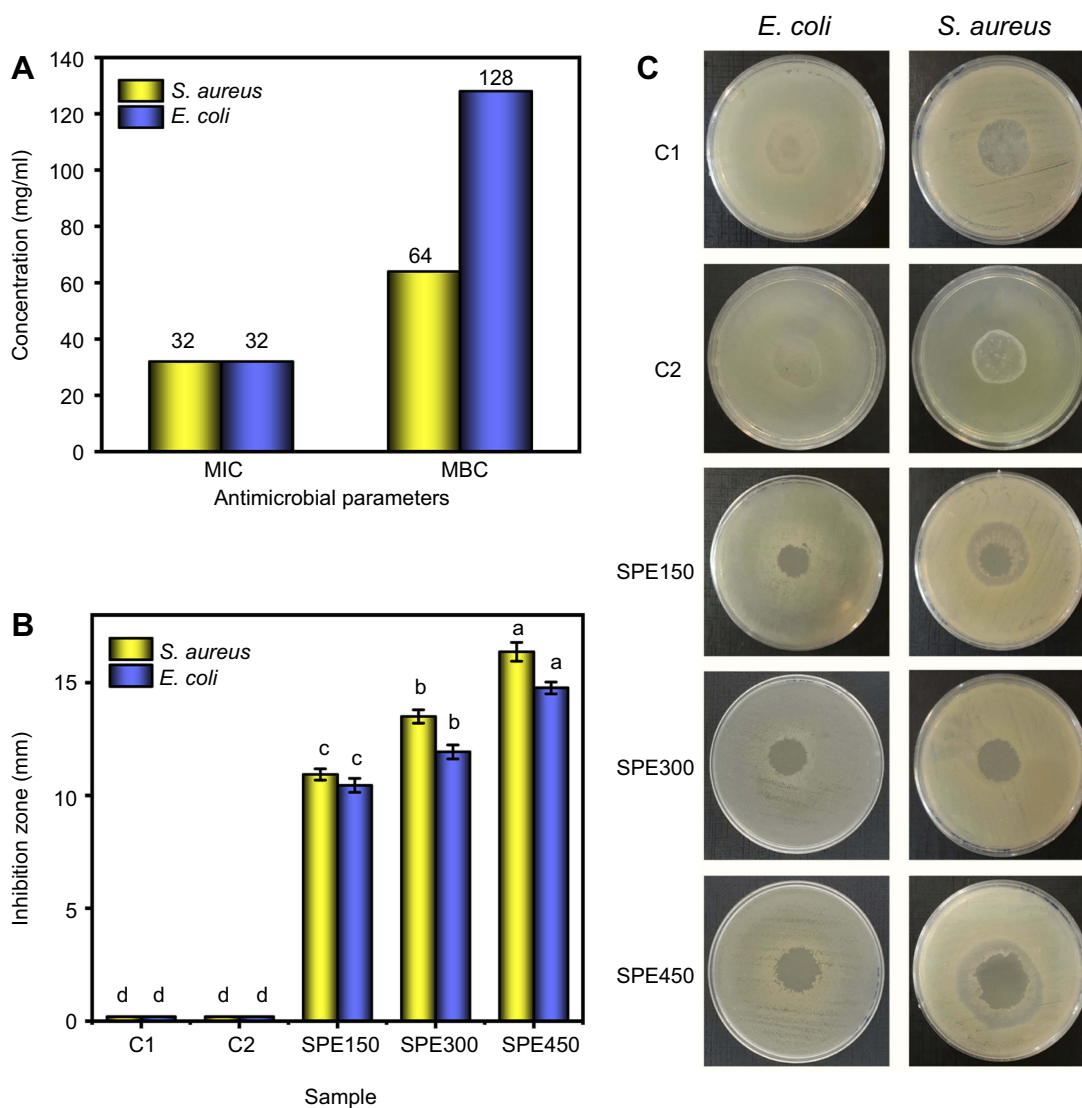 A
140
120
100
80
60
40
20
0
Concentration (mg/ml)
S. aureus
E. coli
32
32
64
128
MIC
MBC
Antimicrobial parameters
B
15
10
5
0
Inhibition zone (mm)
S. aureus
E. coli
d
d
d
d
c
c
b
b
a
a
C1
C2
SPE150
SPE300
SPE450
Sample
C
E. coli
S. aureus
C1
C2
SPE150
SPE300
SPE450